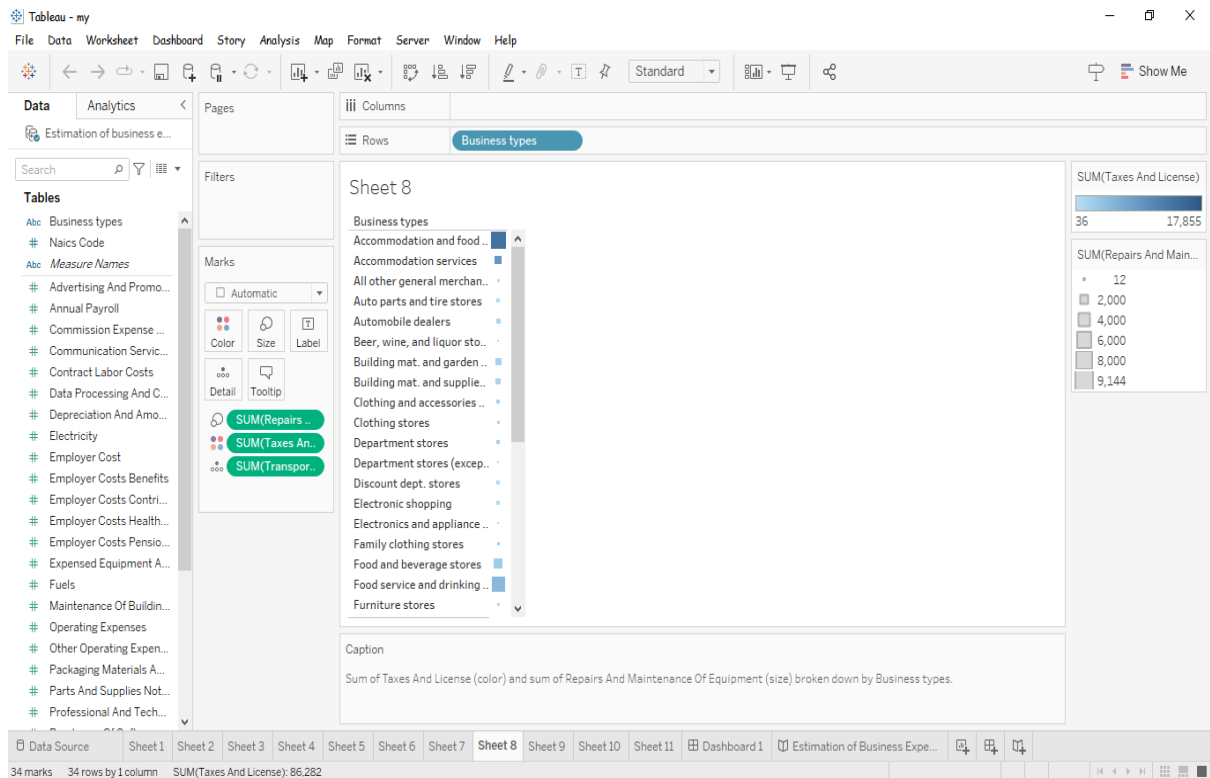 Tableau - my
File Data Worksheet Dashboard Story Analysis Map Format Server Window Help
Standard
Show Me
Data Analytics
Estimation of business e...
Search
Tables
Abc Business types
# Naics Code
Abc Measure Names
# Advertising And Promo...
# Annual Payroll
# Commission Expense ...
# Communication Servic...
# Contract Labor Costs
# Data Processing And C...
# Depreciation And Amo...
# Electricity
# Employer Cost
# Employer Costs Benefits
# Employer Costs Contri...
# Employer Costs Health...
# Employer Costs Pensio...
# Expensed Equipment A...
# Fuels
# Maintenance Of Buildin...
# Operating Expenses
# Other Operating Expen...
# Packaging Materials A...
# Parts And Supplies Not...
# Professional And Tech...
Pages
Filters
Marks
Automatic
Color Size Label
Detail Tooltip
SUM(Repairs ..
SUM(Taxes An..
SUM(Transpor..
Columns
Rows Business types
Sheet 8
Business types
Accommodation and food ..
Accommodation services
All other general merchan..
Auto parts and tire stores
Automobile dealers
Beer, wine, and liquor sto..
Building mat. and garden ..
Building mat. and supplie..
Clothing and accessories ..
Clothing stores
Department stores
Department stores (excep..
Discount dept. stores
Electronic shopping
Electronics and appliance ..
Family clothing stores
Food and beverage stores
Food service and drinking ..
Furniture stores
Caption
Sum of Taxes And License (color) and sum of Repairs And Maintenance Of Equipment (size) broken down by Business types.
SUM(Taxes And License)
36 17,855
SUM(Repairs And Main...
12
2,000
4,000
6,000
8,000
9,144
Data Source Sheet 1 Sheet 2 Sheet 3 Sheet 4 Sheet 5 Sheet 6 Sheet 7 Sheet 8 Sheet 9 Sheet 10 Sheet 11 Dashboard 1 Estimation of Business Expe...
34 marks 34 rows by 1 column SUM(Taxes And License): 86,282